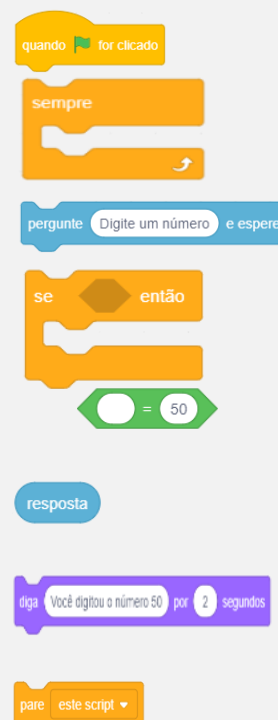 quando for clicado
sempre
pergunte Digite um número e espere
se então
= 50
resposta
diga Você digitou o número 50 por 2 segundos
pare este script